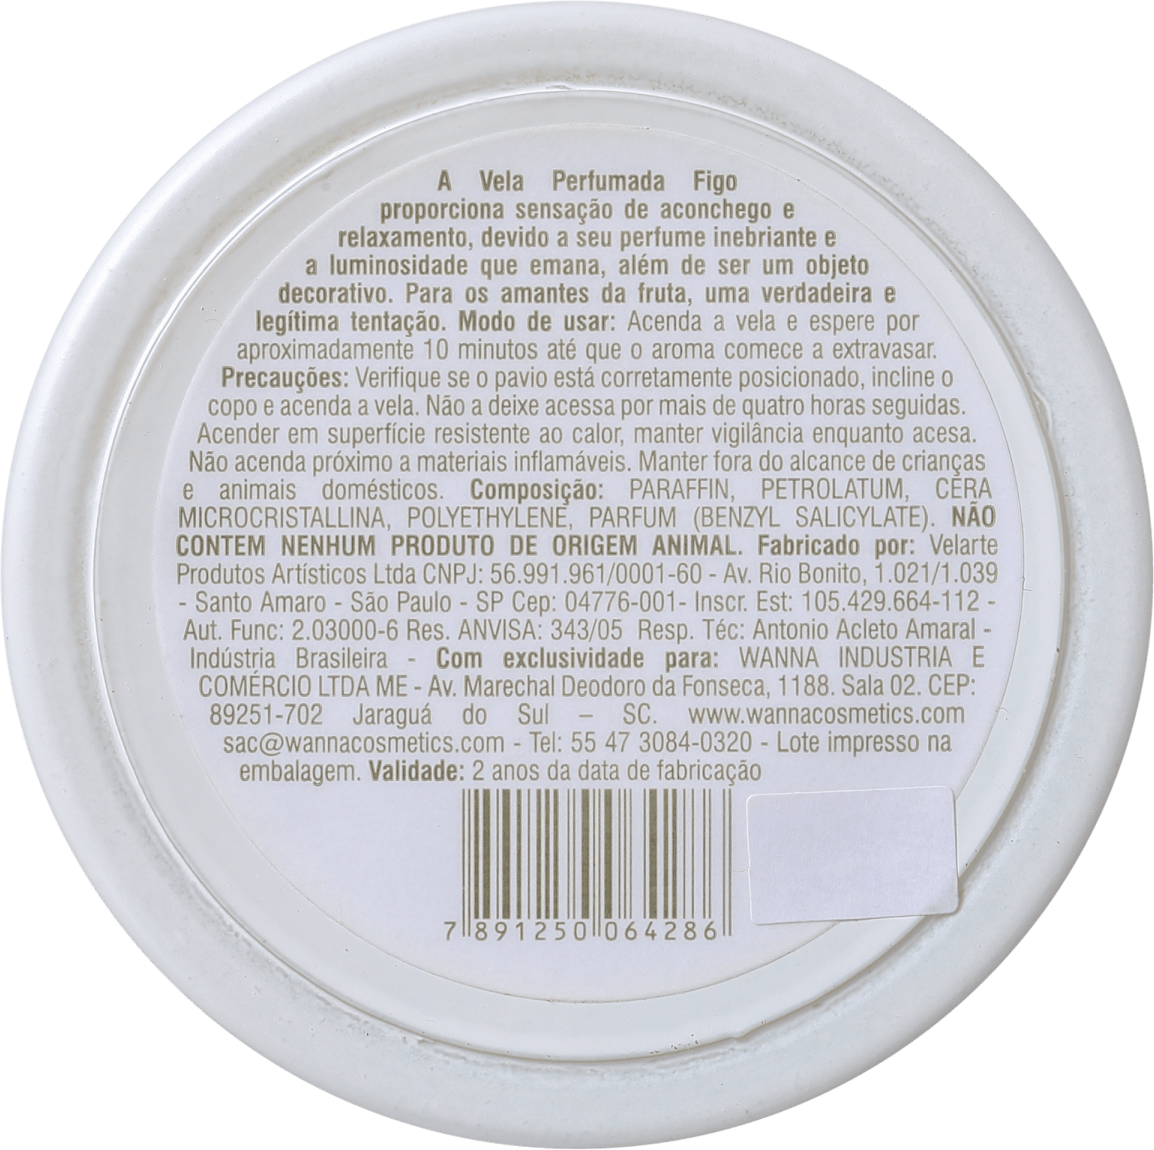 A Vela Perfumada Figo
proporciona sensação de aconchego e
relaxamento, devido a seu perfume inebriante e
a luminosidade que emana, além de ser um objeto
decorativo. Para os amantes da fruta, uma verdadeira e
legítima tentação. Modo de usar: Acenda a vela e espere por
aproximadamente 10 minutos até que o aroma comece a extravasar.
Precauções: Verifique se o pavio está corretamente posicionado, incline o
copo e acenda a vela. Não a deixe acessa por mais de quatro horas seguidas.
Acender em superfície resistente ao calor, manter vigilância enquanto acesa.
Não acenda próximo a materiais inflamáveis. Manter fora do alcance de crianças
e animais domésticos. Composição: PARAFFIN, PETROLATUM, CERA
MICROCRISTALLINA, POLYETHYLENE, PARFUM (BENZYL SALICYLATE). NÃO
CONTEM NENHUM PRODUTO DE ORIGEM ANIMAL. Fabricado por: Velarte
Produtos Artísticos Ltda CNPJ: 56.991.961/0001-60 - Av. Rio Bonito, 1.021/1.039
- Santo Amaro - São Paulo - SP Cep: 04776-001- Inscr. Est: 105.429.664-112 -
Aut. Func: 2.03000-6 Res. ANVISA: 343/05 Resp. Téc: Antonio Acleto Amaral -
Indústria Brasileira - Com exclusividade para: WANNA INDUSTRIA E
COMÉRCIO LTDA ME - Av. Marechal Deodoro da Fonseca, 1188. Sala 02. CEP:
89251-702 Jaraguá do Sul – SC. www.wannacosmetics.com
sac@wannacosmetics.com - Tel: 55 47 3084-0320 - Lote impresso na
embalagem. Validade: 2 anos da data de fabricação
7 891250 064286